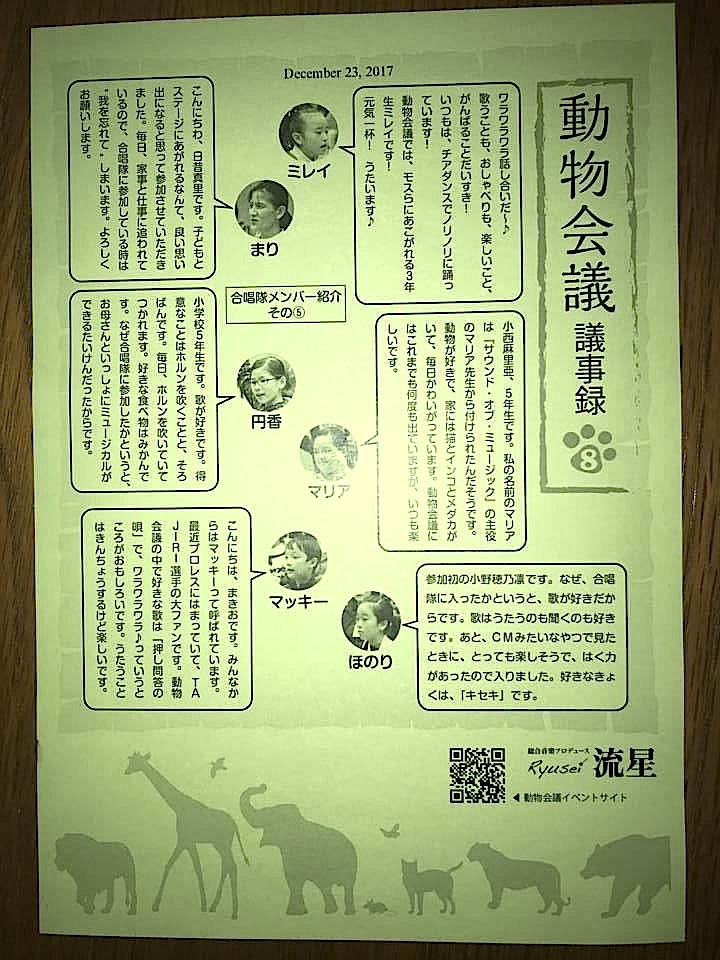 December 23, 2017
動物会議 議事録 8
ワラワラワラ話し合いだ～♪
歌うことも、おしゃべりも、楽しいこと、
がんばることだいすき！
いつもは、チアダンスでノリノリに踊っ
ています！
動物会議では、モスらにあこがれる3年
生ミレイです！
元気一杯！ うたいます♪
ミレイ
こんにちわ、日昔真里です。子どもと
ステージにあがれるなんて、良い思い
出になると思って参加させていただき
ました。毎日、家事と仕事に追われて
いるので、合唱隊に参加している時は
"我を忘れて"しまいます。よろしく
お願いします。
まり
合唱隊メンバー紹介
その⑤
小西麻里亜、5年生です。私の名前のマリア
は「サウンド・オブ・ミュージック」の主役
のマリア先生から付けられたんだそうです。
動物が好きで、家には猫とインコとメダカが
いて、毎日かわいがっています。動物会議に
はこれまでも何度も出ていますが、いつも楽
しいです。
マリア
小学校5年生です。歌が好きです。得
意なことはホルンを吹くことと、そろ
ばんです。毎日、ホルンを吹いていて
つかれます。好きな食べ物はみかんで
す。なぜ合唱隊に参加したかというと、
お母さんといっしょにミュージカルが
できるたいけんだったからです。
円香
こんにちは、まきおです。みんなか
らはマッキーって呼ばれています。
最近プロレスにはまっていて、TA
JIRI選手の大ファンです。動物
会議の中で好きな歌は「押し問答の
唄」で、ワラワラワラ♪っていうと
ころがおもしろいです。うたうこと
はきんちょうするけど楽しいです。
マッキー
参加初の小野穂乃凛です。なぜ、合唱
隊に入ったかというと、歌が好きだか
らです。歌はうたうのも聞くのも好き
です。あと、CMみたいなやつで見た
ときに、とっても楽しそうで、はく力
があったので入りました。好きなきょ
くは、「キセキ」です。
ほのり
総合音楽プロデュース
Ryusei 流星
◀ 動物会議イベントサイト